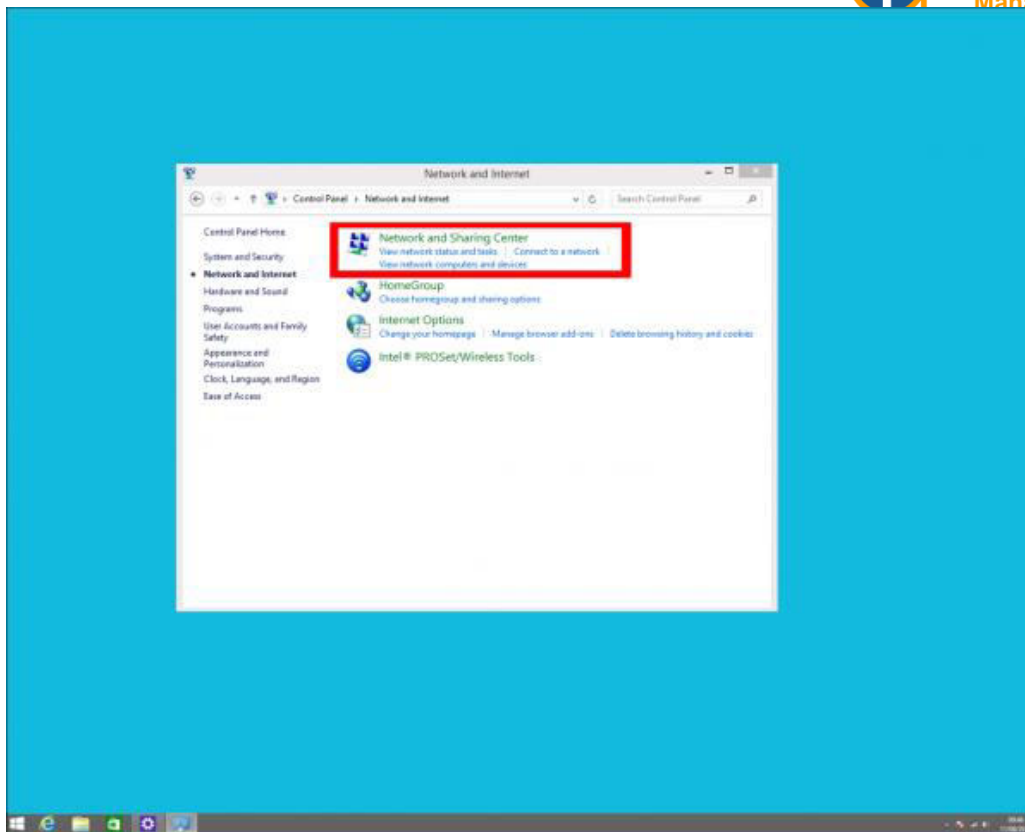 Network and Internet
Control Panel Network and Internet
Search Control Panel
Control Panel Home
System and Security
Network and Internet
Hardware and Sound
Programs
User Accounts and Family
Safety
Appearance and
Personalization
Clock, Language, and Region
Ease of Access
Network and Sharing Center
View network status and tasks Connect to a network
View network computers and devices
HomeGroup
Choose homegroup and sharing options
Internet Options
Change your homepage Manage browser add-ons Delete browsing history and cookies
Intel® PROSet/Wireless Tools